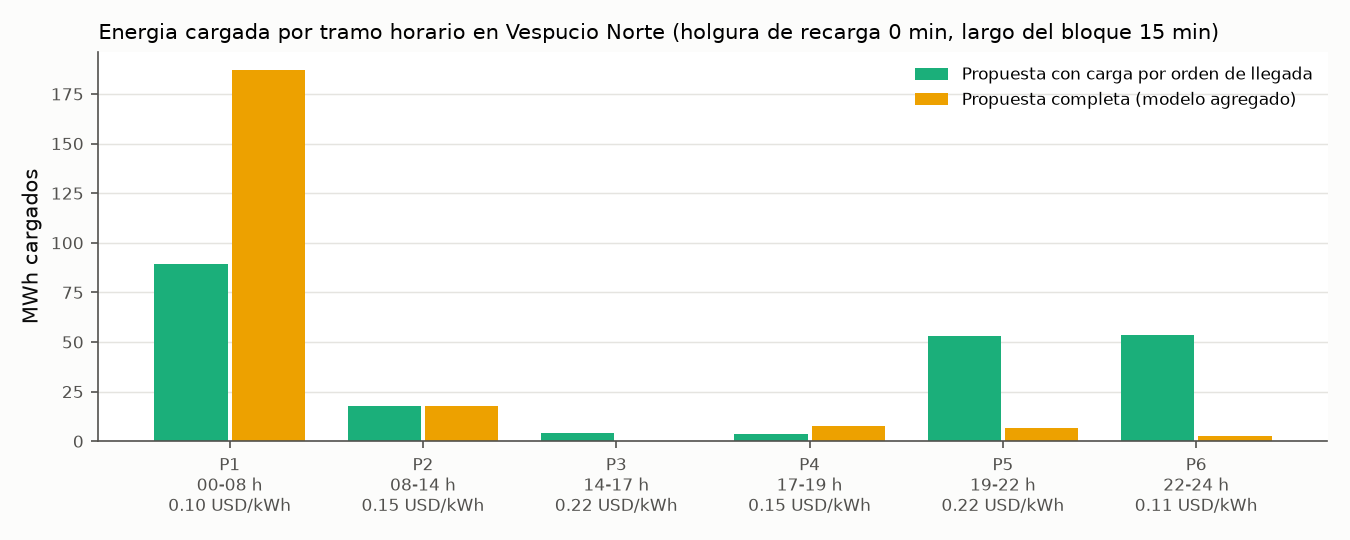 Energia cargada por tramo horario en Vespucio Norte (holgura de recarga 0 min, largo del bloque 15 min)
Propuesta con carga por orden de llegada
Propuesta completa (modelo agregado)
MWh cargados
175
150
125
100
75
50
25
0
P1 P2 P3 P4 P5 P6
00-08 h 08-14 h 14-17 h 17-19 h 19-22 h 22-24 h
0.10 USD/kWh 0.15 USD/kWh 0.22 USD/kWh 0.15 USD/kWh 0.22 USD/kWh 0.11 USD/kWh